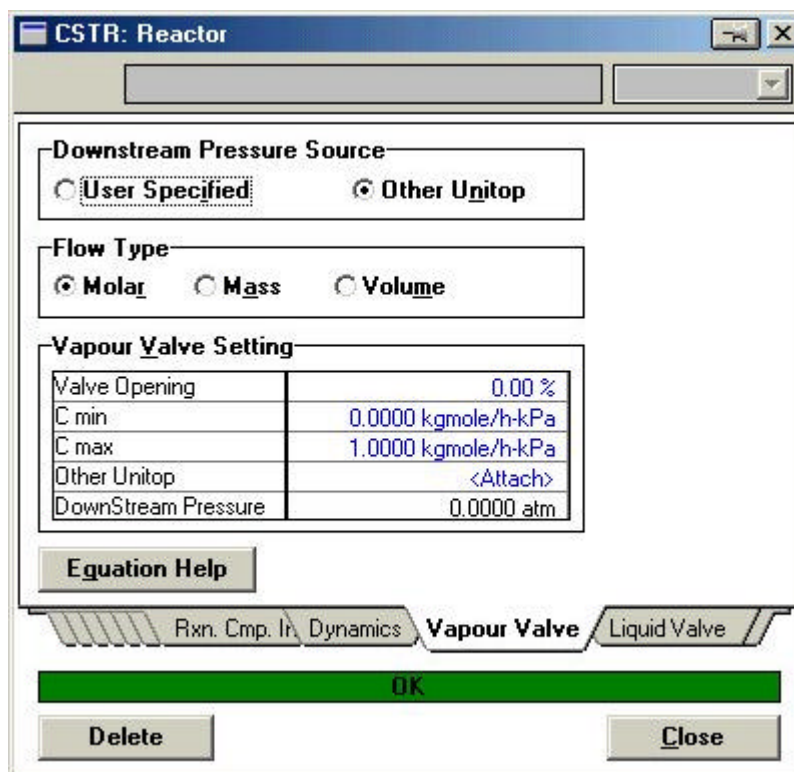 CSTR: Reactor
Downstream Pressure Source
User Specified
Other Unitop
Flow Type
Molar
Mass
Volume
Vapour Valve Setting
Valve Opening 0.00 %
C min 0.0000 kgmole/h-kPa
C max 1.0000 kgmole/h-kPa
Other Unitop <Attach>
DownStream Pressure 0.0000 atm
Equation Help
Rxn. Cmp. In Dynamics Vapour Valve Liquid Valve
OK
Delete
Close